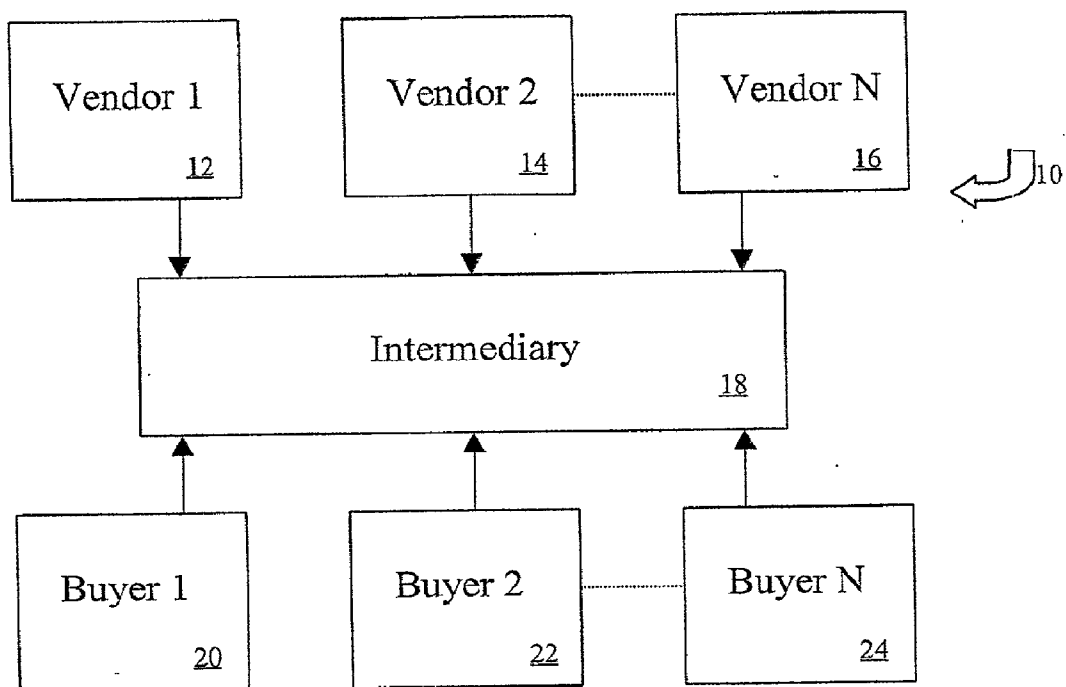 Vendor 1
12
Vendor 2
14
Vendor N
16
10
Intermediary
18
Buyer 1
20
Buyer 2
22
Buyer N
24